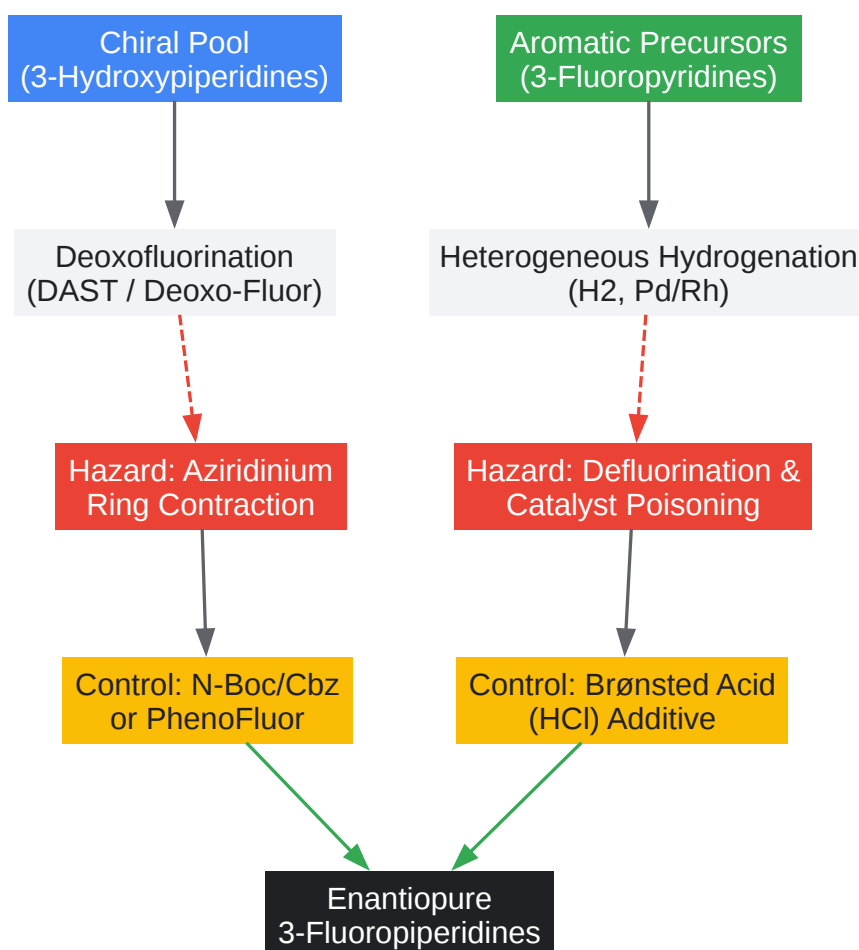 Chiral Pool
(3-Hydroxypiperidines)
Aromatic Precursors
(3-Fluoropyridines)
Deoxofluorination
(DAST / Deoxo-Fluor)
Heterogeneous Hydrogenation
(H2, Pd/Rh)
Hazard: Aziridinium
Ring Contraction
Hazard: Defluorination &
Catalyst Poisoning
Control: N-Boc/Cbz
or PhenoFluor
Control: Brønsted Acid
(HCl) Additive
Enantiopure
3-Fluoropiperidines